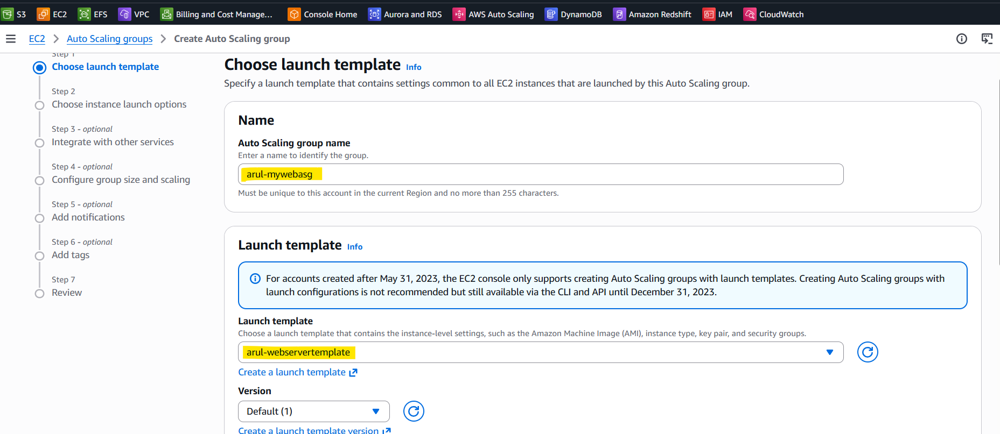 S3 EC2 EFS VPC Billing and Cost Manage... Console Home Aurora and RDS AWS Auto Scaling DynamoDB Amazon Redshift IAM CloudWatch
EC2 Auto Scaling groups Create Auto Scaling group
Step 1
Choose launch template
Step 2
Choose instance launch options
Step 3 - optional
Integrate with other services
Step 4 - optional
Configure group size and scaling
Step 5 - optional
Add notifications
Step 6 - optional
Add tags
Step 7
Review
Choose launch template Info
Specify a launch template that contains settings common to all EC2 instances that are launched by this Auto Scaling group.
Name
Auto Scaling group name
Enter a name to identify the group.
arul-mywebasg
Must be unique to this account in the current Region and no more than 255 characters.
Launch template Info
For accounts created after May 31, 2023, the EC2 console only supports creating Auto Scaling groups with launch templates. Creating Auto Scaling groups with
launch configurations is not recommended but still available via the CLI and API until December 31, 2023.
Launch template
Choose a launch template that contains the instance-level settings, such as the Amazon Machine Image (AMI), instance type, key pair, and security groups.
arul-webservertemplate
Create a launch template
Version
Default (1)
Create a launch template version